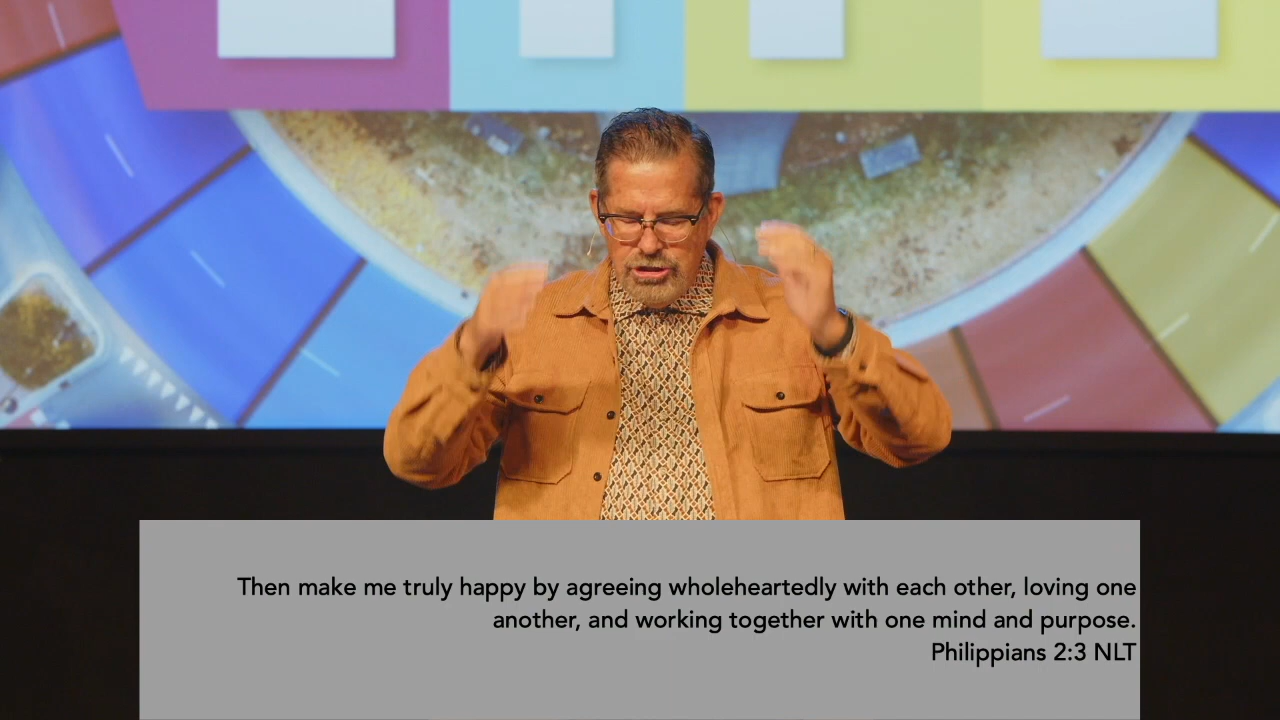 Then make me truly happy by agreeing wholeheartedly with each other, loving one
another, and working together with one mind and purpose.
Philippians 2:3 NLT